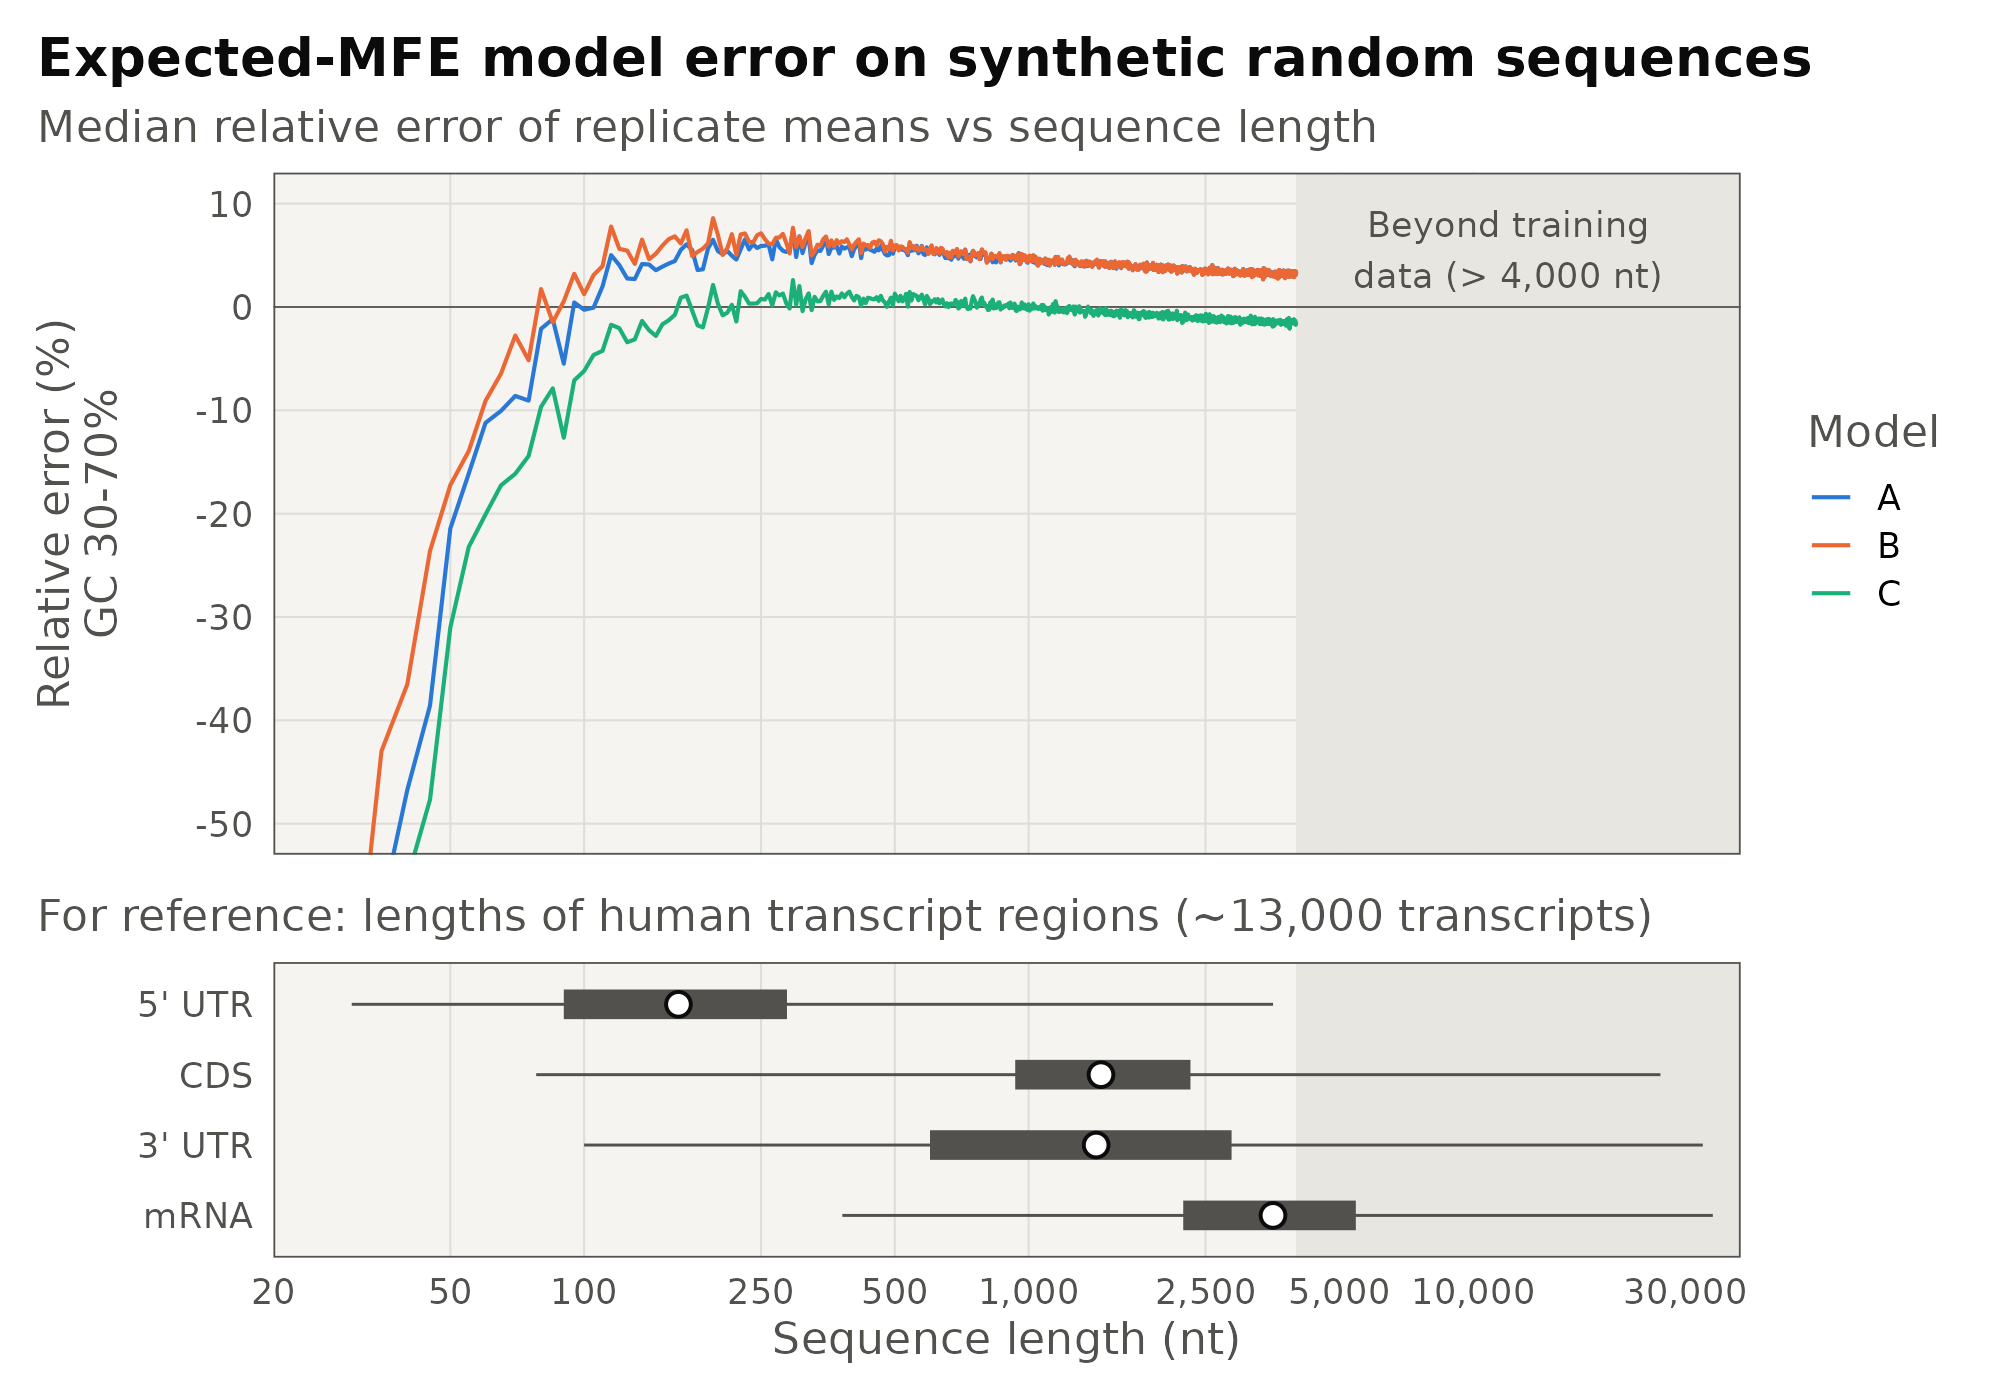 Expected-MFE model error on synthetic random sequences
Median relative error of replicate means vs sequence length
Relative error (%)
GC 30-70%
10
0
-10
-20
-30
-40
-50
Beyond training
data (> 4,000 nt)
Model
A
B
C
For reference: lengths of human transcript regions (~13,000 transcripts)
5' UTR
CDS
3' UTR
mRNA
20 50 100 250 500 1,000 2,500 5,000 10,000 30,000
Sequence length (nt)